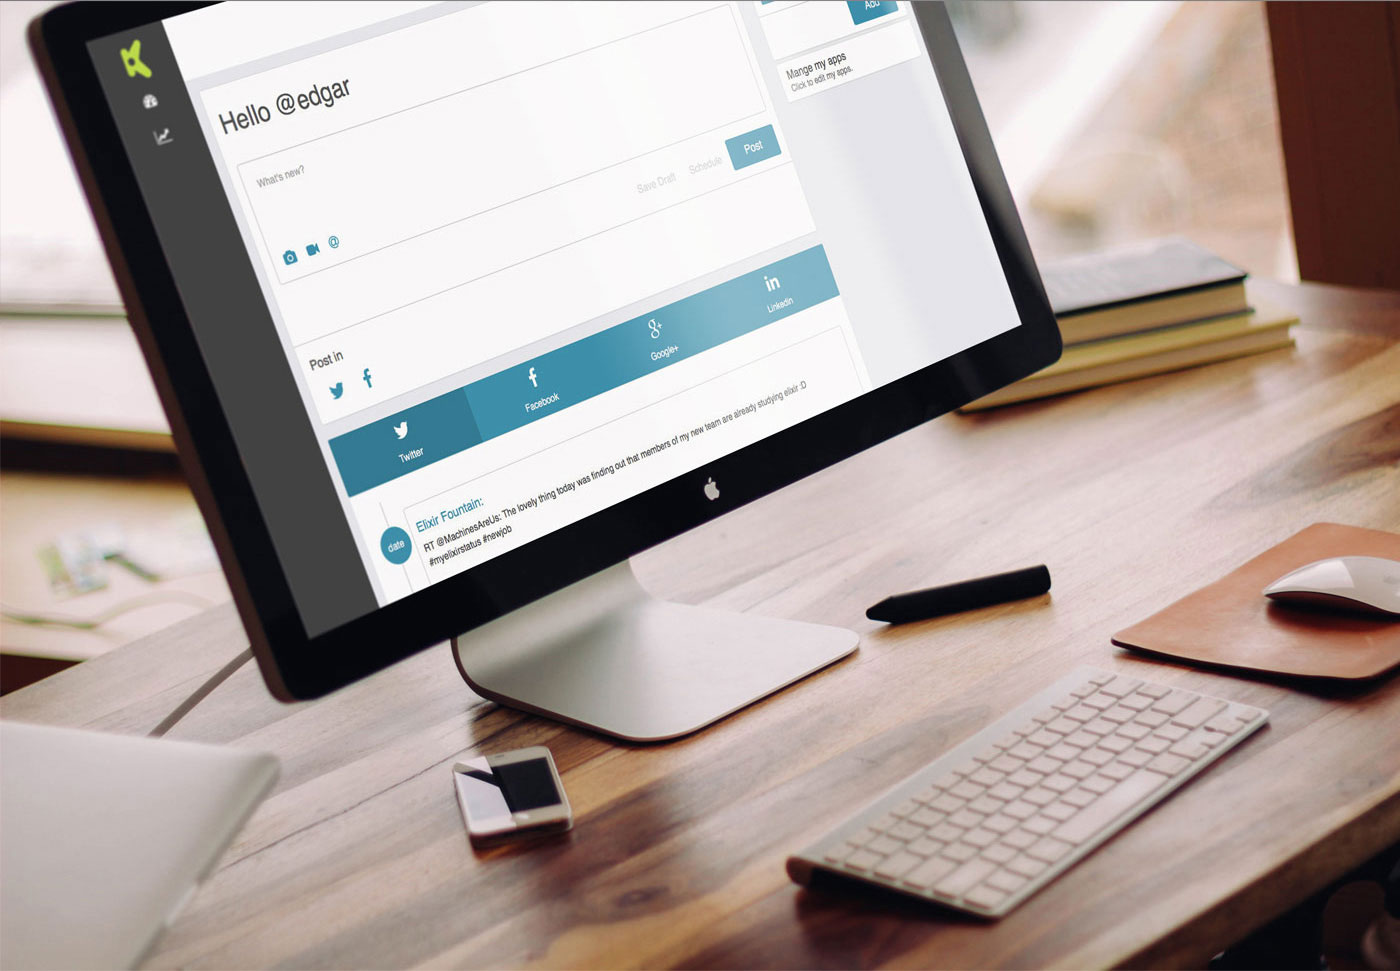 Hello @edgar
What's new?
Save Draft
Schedule
Post
Add
Mange my apps
Click to edit my apps.
Post in
Twitter
Facebook
Google+
Linkedin
date
Elixir Fountain:
RT @MachinesAreUs: The lovely thing today was finding out that members of my new team are already studying elixir :D
#myelixirstatus #newjob